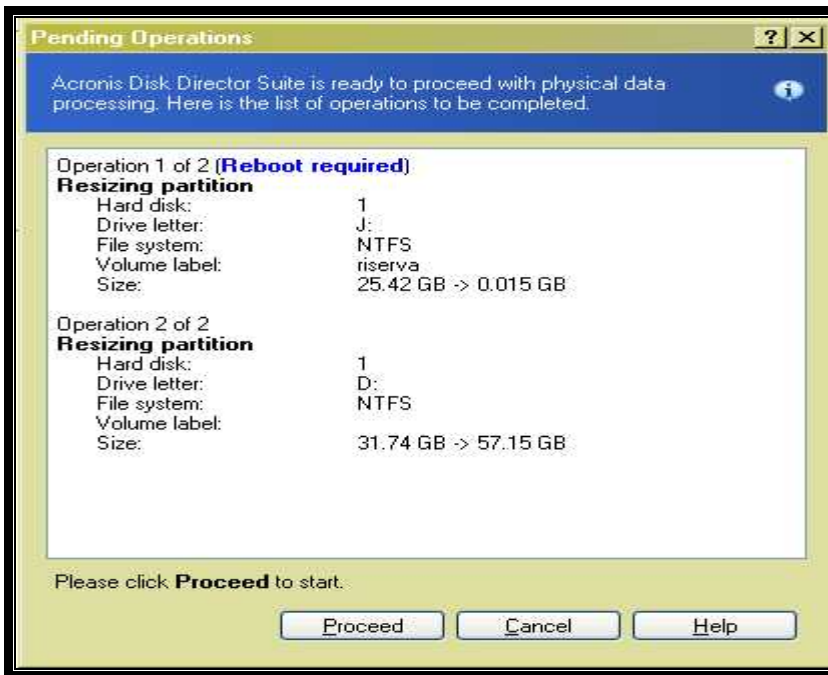 Pending Operations
Acronis Disk Director Suite is ready to proceed with physical data
processing. Here is the list of operations to be completed.
Operation 1 of 2 (Reboot required)
Resizing partition
Hard disk: 1
Drive letter: J:
File system: NTFS
Volume label: riserva
Size: 25.42 GB -> 0.015 GB
Operation 2 of 2
Resizing partition
Hard disk: 1
Drive letter: D:
File system: NTFS
Volume label:
Size: 31.74 GB -> 57.15 GB
Please click Proceed to start.
Proceed Cancel Help